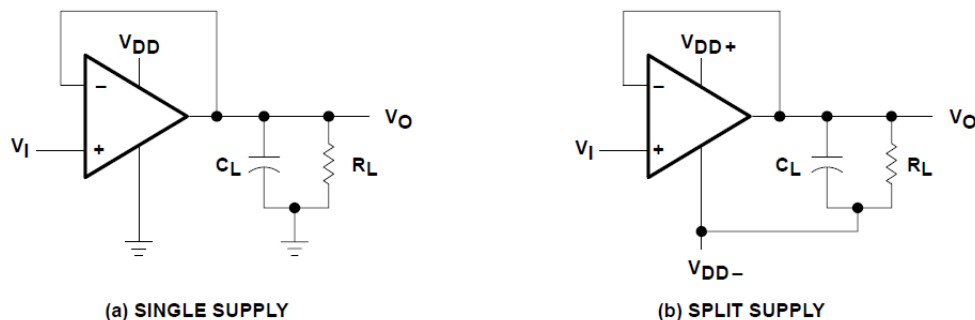 VDD
−
VI
+
CL
RL
VO
(a) SINGLE SUPPLY
VDD+
−
VI
+
CL
RL
VO
VDD−
(b) SPLIT SUPPLY